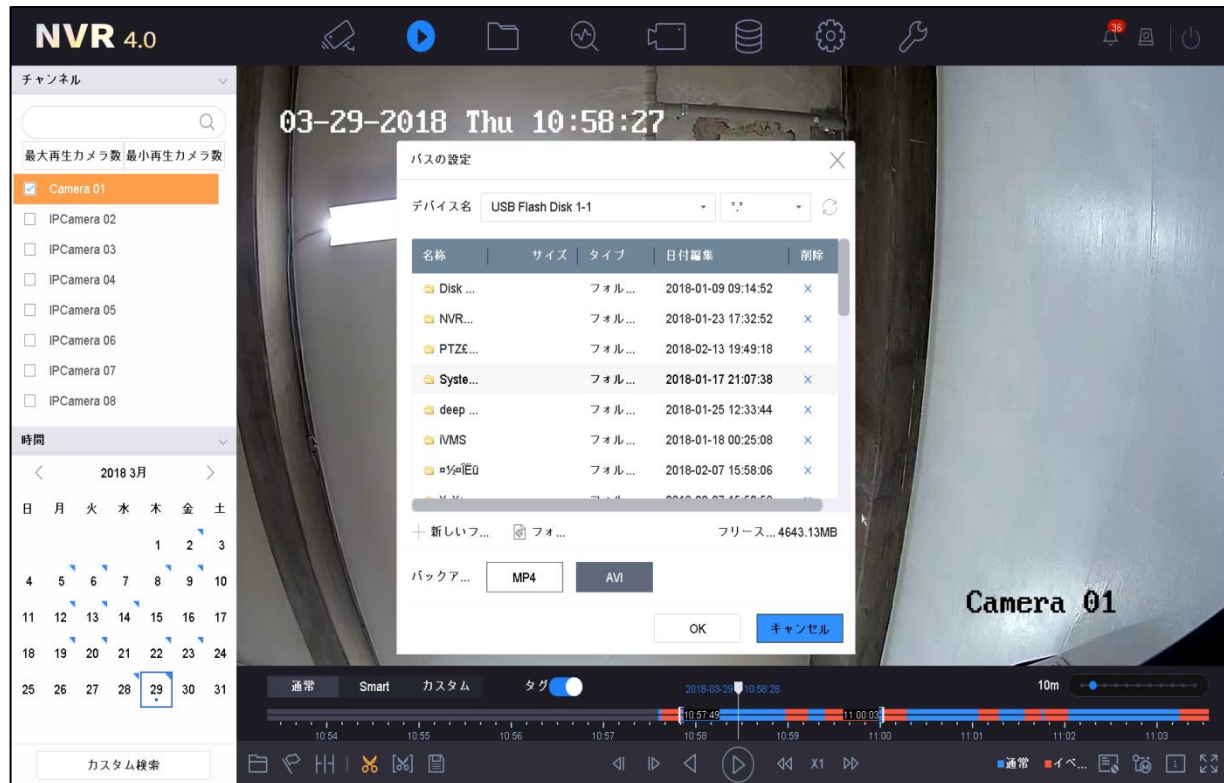 NVR 4.0
36
チャンネル
最大再生カメラ数 最小再生カメラ数
Camera 01
IPCamera 02
IPCamera 03
IPCamera 04
IPCamera 05
IPCamera 06
IPCamera 07
IPCamera 08
時間
2018 3月
日 月 火 水 木 金 土
1 2 3
4 5 6 7 8 9 10
11 12 13 14 15 16 17
18 19 20 21 22 23 24
25 26 27 28 29 30 31
カスタム検索
03-29-2018 Thu 10:58:27
パスの設定
デバイス名 USB Flash Disk 1-1 *.*
名称 サイズ タイプ 日付編集 削除
Disk ... フォル... 2018-01-09 09:14:52
NVR... フォル... 2018-01-23 17:32:52
PTZ£... フォル... 2018-02-13 19:49:18
Syste... フォル... 2018-01-17 21:07:38
deep ... フォル... 2018-01-25 12:33:44
iVMS フォル... 2018-01-18 00:25:08
¤½¤ÎËû フォル... 2018-02-07 15:58:06
新しいフ... フォ... フリース... 4643.13MB
バックア... MP4 AVI
OK キャンセル
Camera 01
通常 Smart カスタム タグ 2018-03-29 10:58:28 10m
10:57:49 11:00:03
10:54 10:55 10:56 10:57 10:58 10:59 11:00 11:01 11:02 11:03
X1 通常 イベ... 1